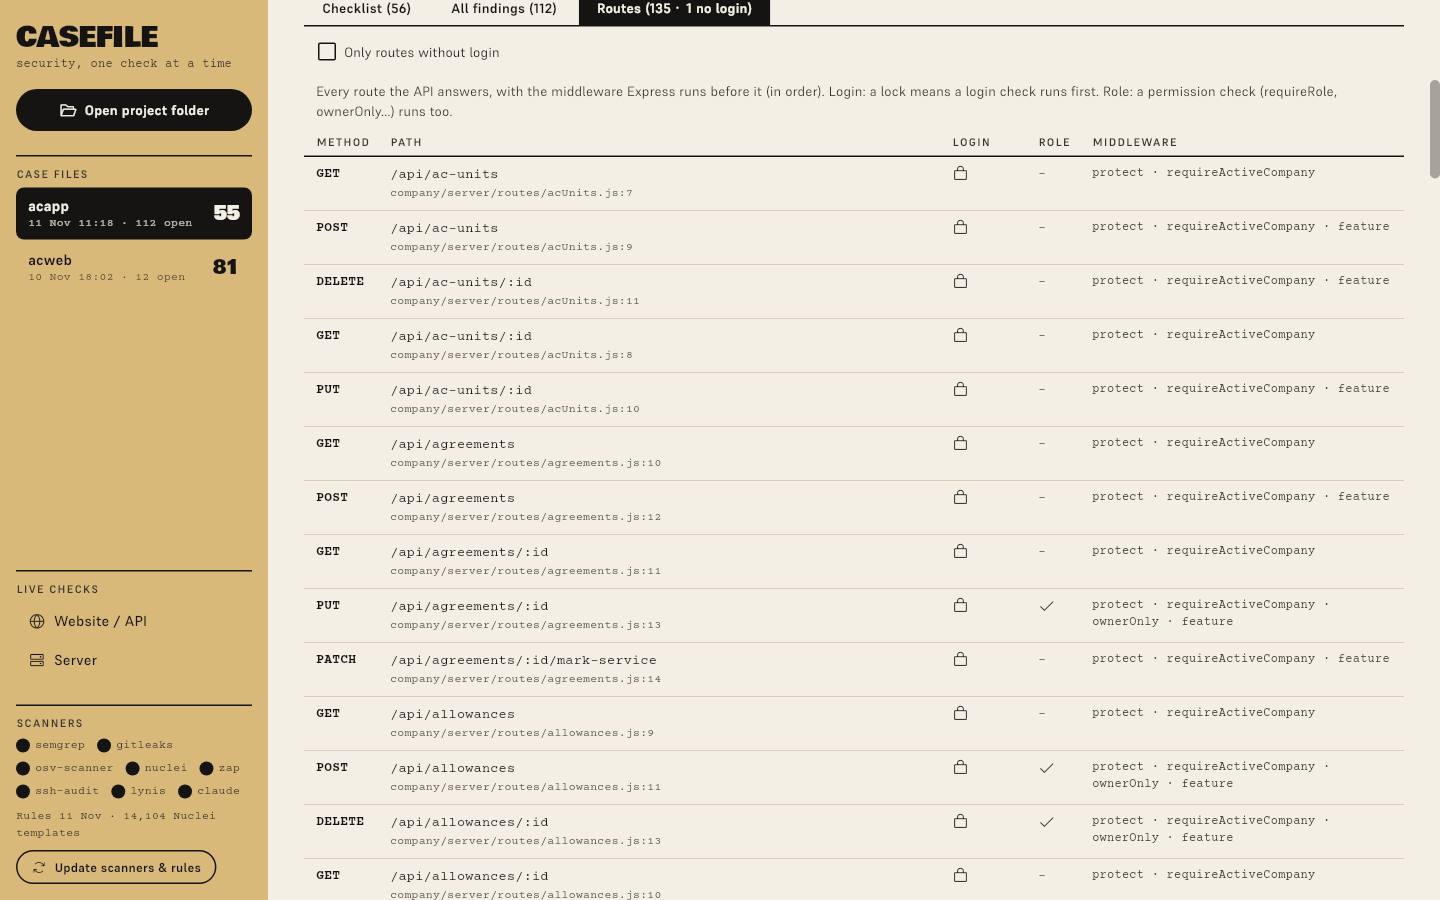 CASEFILE
security, one check at a time
Open project folder
CASE FILES
acapp
11 Nov 11:18 · 112 open
55
acweb
10 Nov 18:02 · 12 open
81
LIVE CHECKS
Website / API
Server
SCANNERS
semgrep gitleaks
osv-scanner nuclei zap
ssh-audit lynis claude
Rules 11 Nov · 14,104 Nuclei
templates
Update scanners & rules
Checklist (56) All findings (112) Routes (135 · 1 no login)
Only routes without login
Every route the API answers, with the middleware Express runs before it (in order). Login: a lock means a login check runs first. Role: a permission check (requireRole,
ownerOnly…) runs too.
METHOD PATH LOGIN ROLE MIDDLEWARE
GET /api/ac-units – protect · requireActiveCompany
company/server/routes/acUnits.js:7
POST /api/ac-units – protect · requireActiveCompany · feature
company/server/routes/acUnits.js:9
DELETE /api/ac-units/:id – protect · requireActiveCompany · feature
company/server/routes/acUnits.js:11
GET /api/ac-units/:id – protect · requireActiveCompany
company/server/routes/acUnits.js:8
PUT /api/ac-units/:id – protect · requireActiveCompany · feature
company/server/routes/acUnits.js:10
GET /api/agreements – protect · requireActiveCompany
company/server/routes/agreements.js:10
POST /api/agreements – protect · requireActiveCompany · feature
company/server/routes/agreements.js:12
GET /api/agreements/:id – protect · requireActiveCompany
company/server/routes/agreements.js:11
PUT /api/agreements/:id protect · requireActiveCompany ·
company/server/routes/agreements.js:13 ownerOnly · feature
PATCH /api/agreements/:id/mark-service – protect · requireActiveCompany · feature
company/server/routes/agreements.js:14
GET /api/allowances – protect · requireActiveCompany
company/server/routes/allowances.js:9
POST /api/allowances protect · requireActiveCompany ·
company/server/routes/allowances.js:11 ownerOnly · feature
DELETE /api/allowances/:id protect · requireActiveCompany ·
company/server/routes/allowances.js:13 ownerOnly · feature
GET /api/allowances/:id – protect · requireActiveCompany
company/server/routes/allowances.js:10